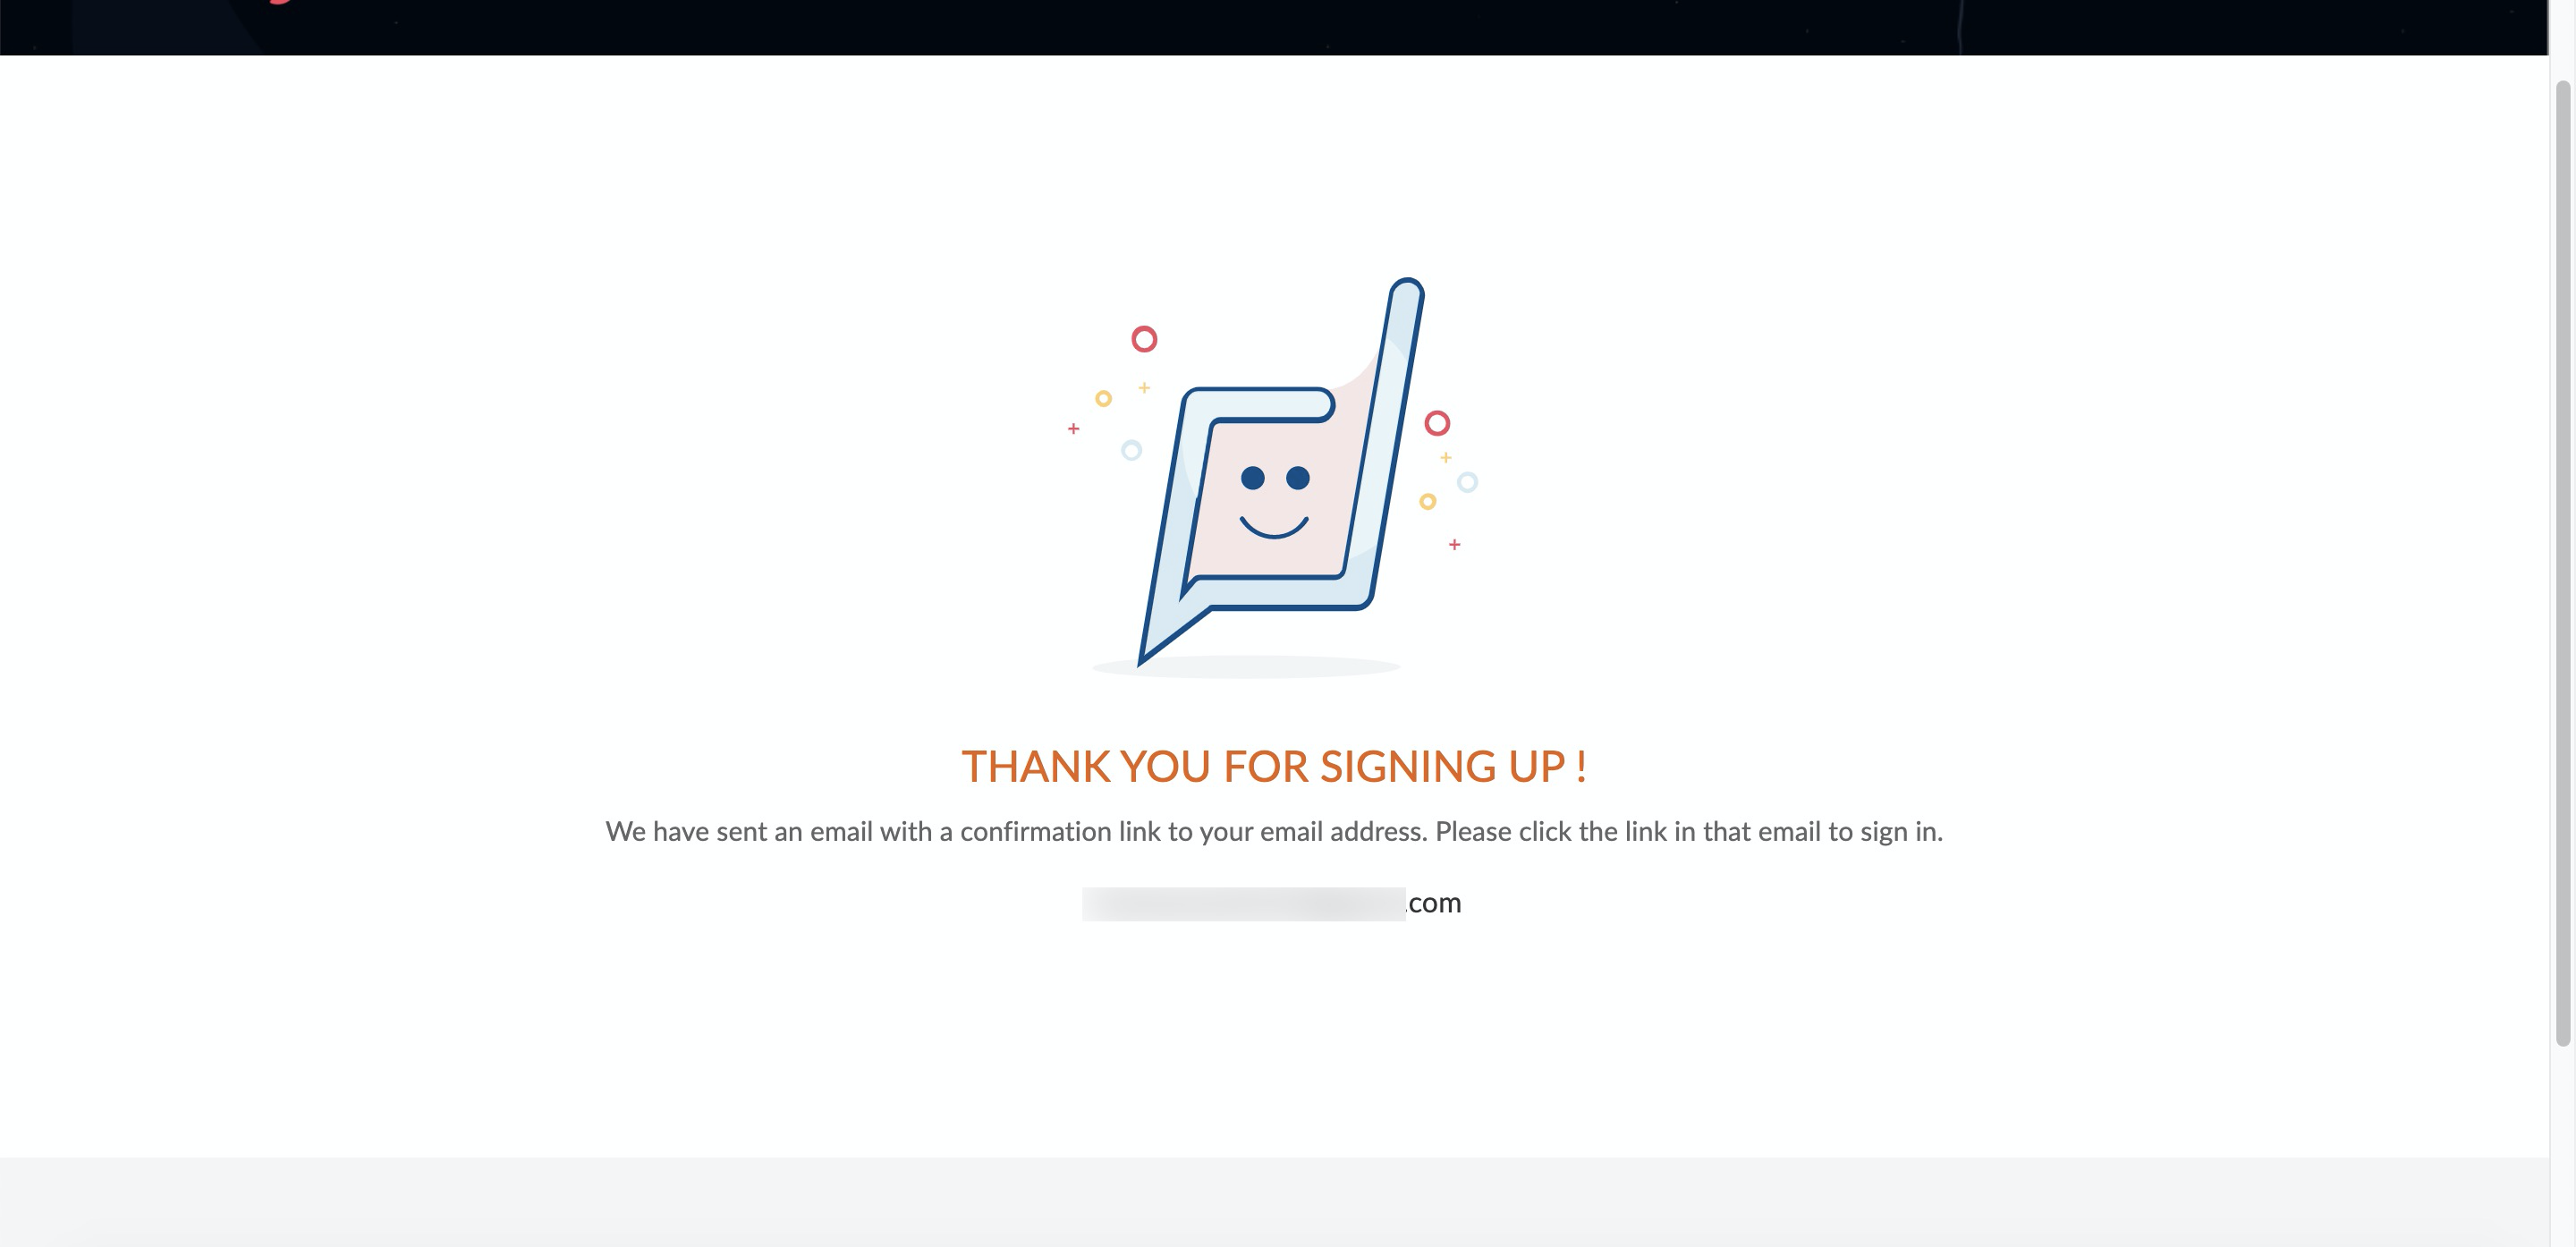 THANK YOU FOR SIGNING UP !
We have sent an email with a confirmation link to your email address. Please click the link in that email to sign in.
.com